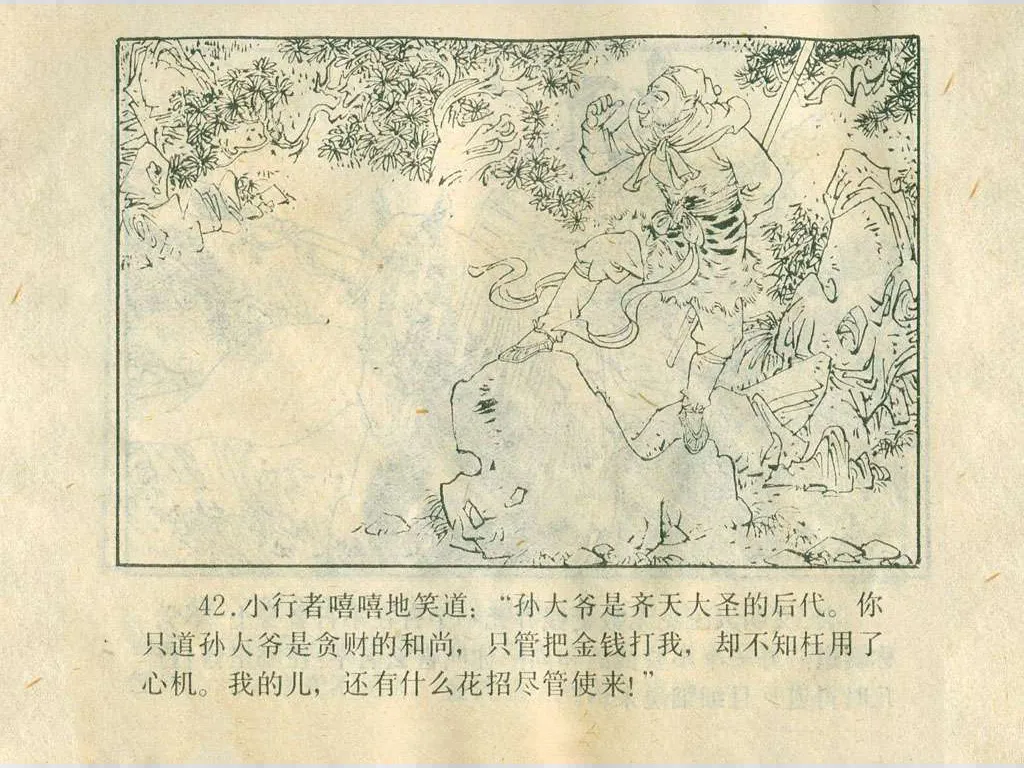 42.小行者嘻嘻地笑道：“孙大爷是齐天大圣的后代。你
只道孙大爷是贪财的和尚，只管把金钱打我，却不知枉用了
心机。我的儿，还有什么花招尽管使来！”